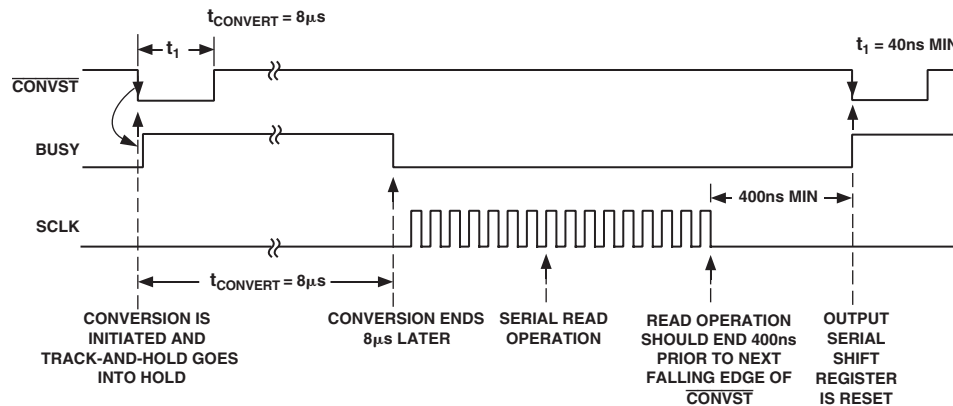 tCONVERT = 8µs
t1
t1 = 40ns MIN
CONVST
BUSY
400ns MIN
SCLK
tCONVERT = 8µs
CONVERSION IS
INITIATED AND
TRACK-AND-HOLD GOES
INTO HOLD
CONVERSION ENDS
8µs LATER
SERIAL READ
OPERATION
READ OPERATION
SHOULD END 400ns
PRIOR TO NEXT
FALLING EDGE OF
CONVST
OUTPUT
SERIAL
SHIFT
REGISTER
IS RESET